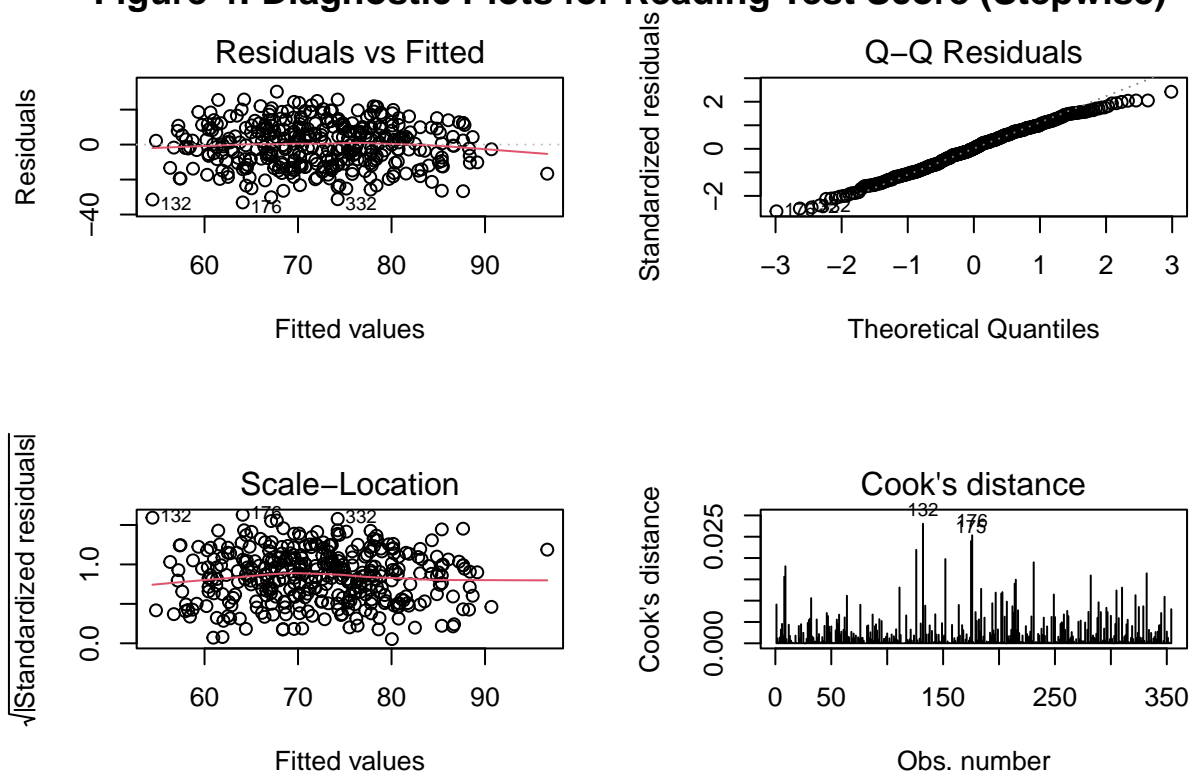 Figure 4: Diagnostic Plots for Reading Test Score (Stepwise)
Residuals vs Fitted
Residuals
0
−40
132
176
332
60 70 80 90
Fitted values
Q−Q Residuals
Standardized residuals
2
0
−2
−3 −2 −1 0 1 2 3
Theoretical Quantiles
Scale−Location
√|Standardized residuals|
1.0
0.0
132
176
332
60 70 80 90
Fitted values
Cook's distance
Cook's distance
0.025
0.000
132
176
175
0 50 150 250 350
Obs. number